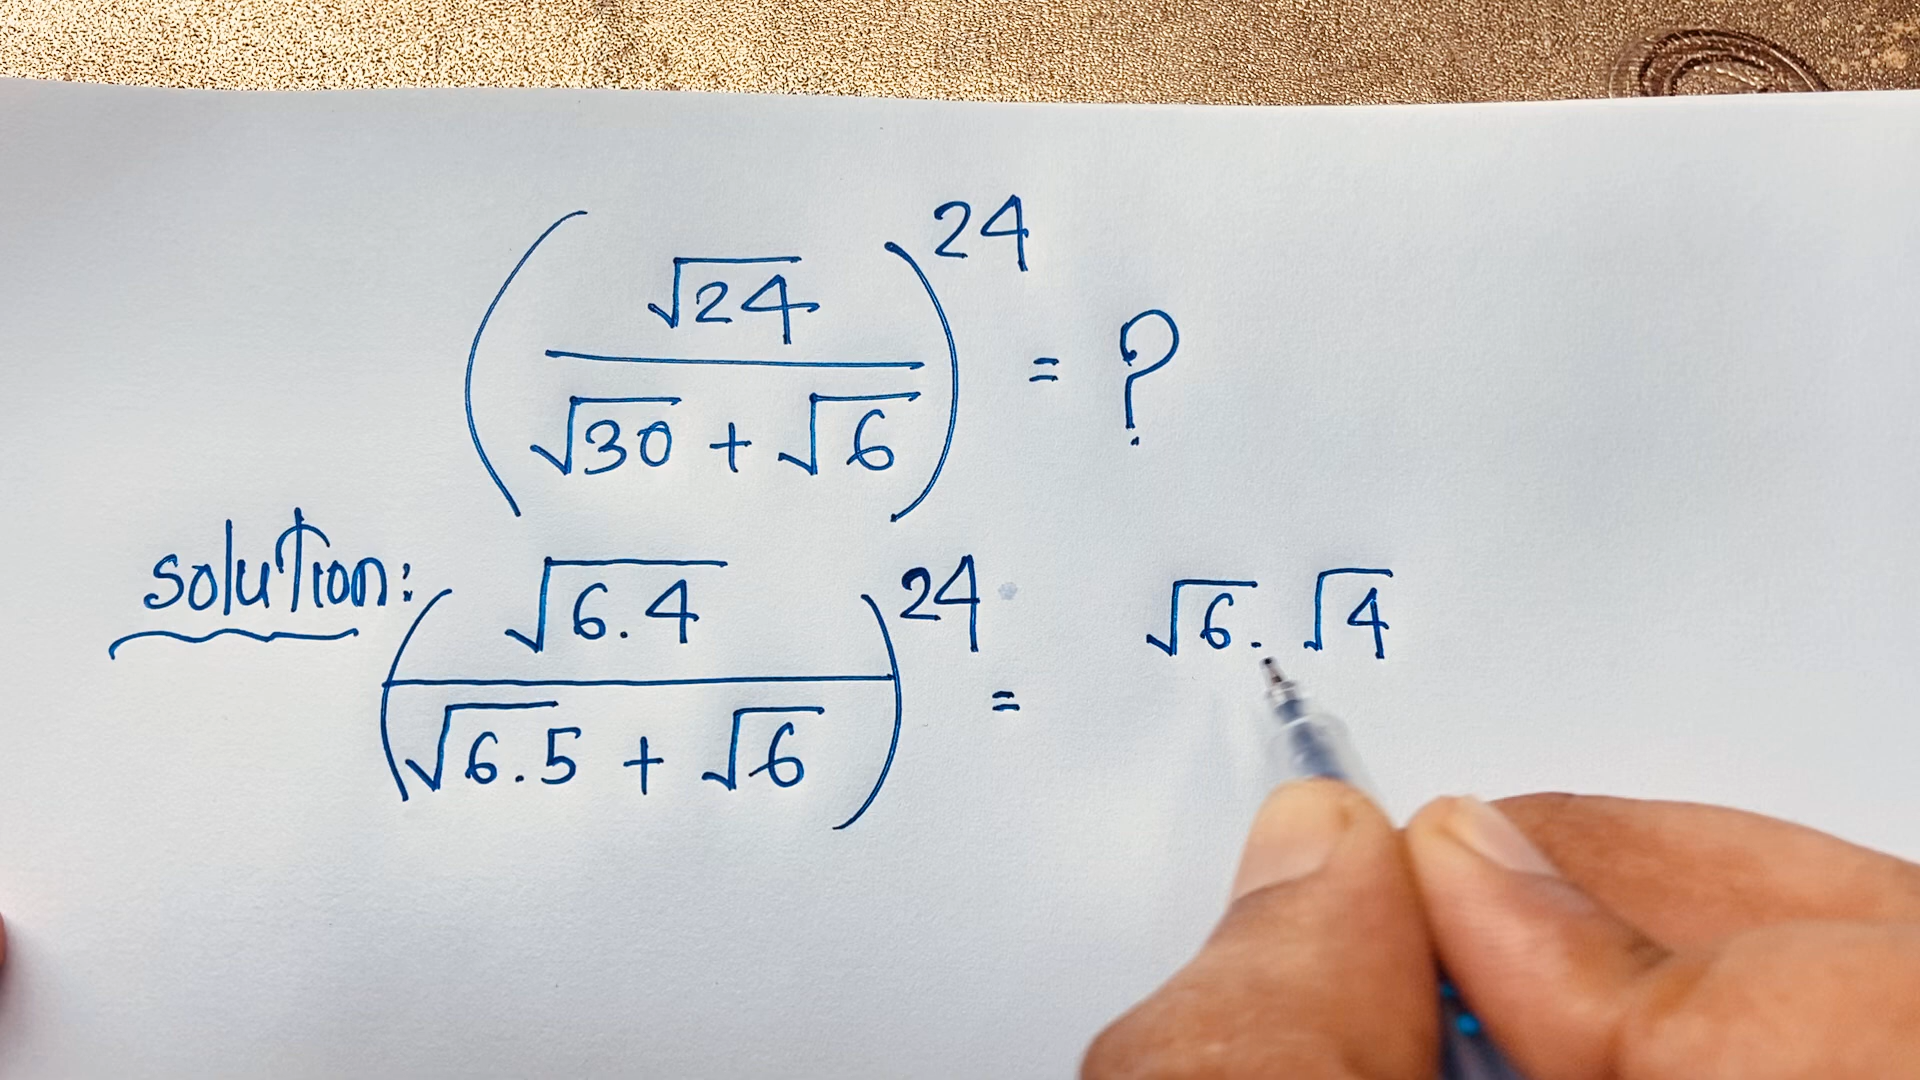 (√24 / (√30 + √6))^24 = ?
solution: (√6.4 / (√6.5 + √6))^24 = √6. √4